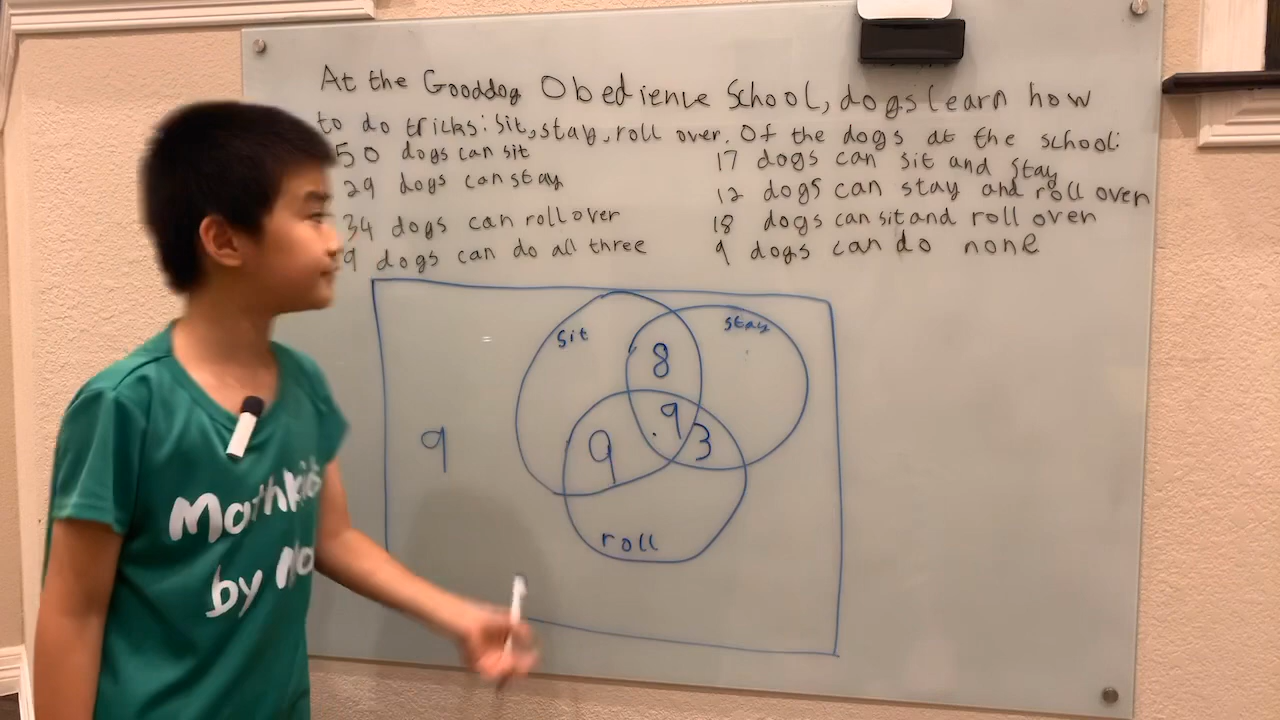 At the Gooddog Obedience School, dogs learn how
to do tricks: sit, stay, roll over. Of the dogs at the school:
50 dogs can sit
29 dogs can stay
34 dogs can roll over
9 dogs can do all three
17 dogs can sit and stay
12 dogs can stay and roll over
18 dogs can sit and roll over
9 dogs can do none
sit
stay
8
9
9
9
3
roll
by